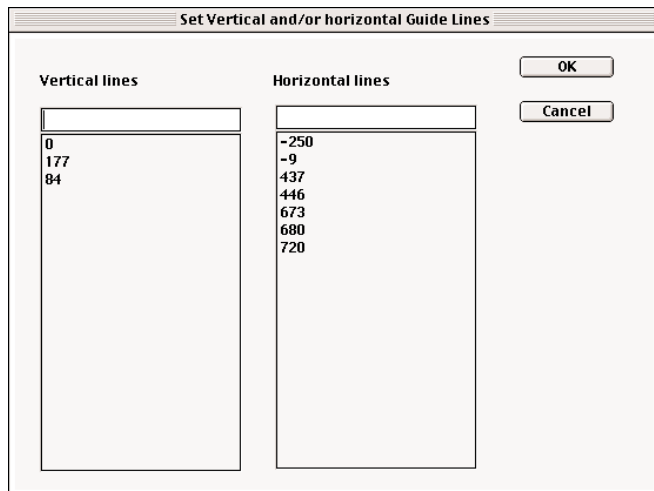 Set Vertical and/or horizontal Guide Lines
Vertical lines
0
177
84
Horizontal lines
-250
-9
437
446
673
680
720
OK
Cancel